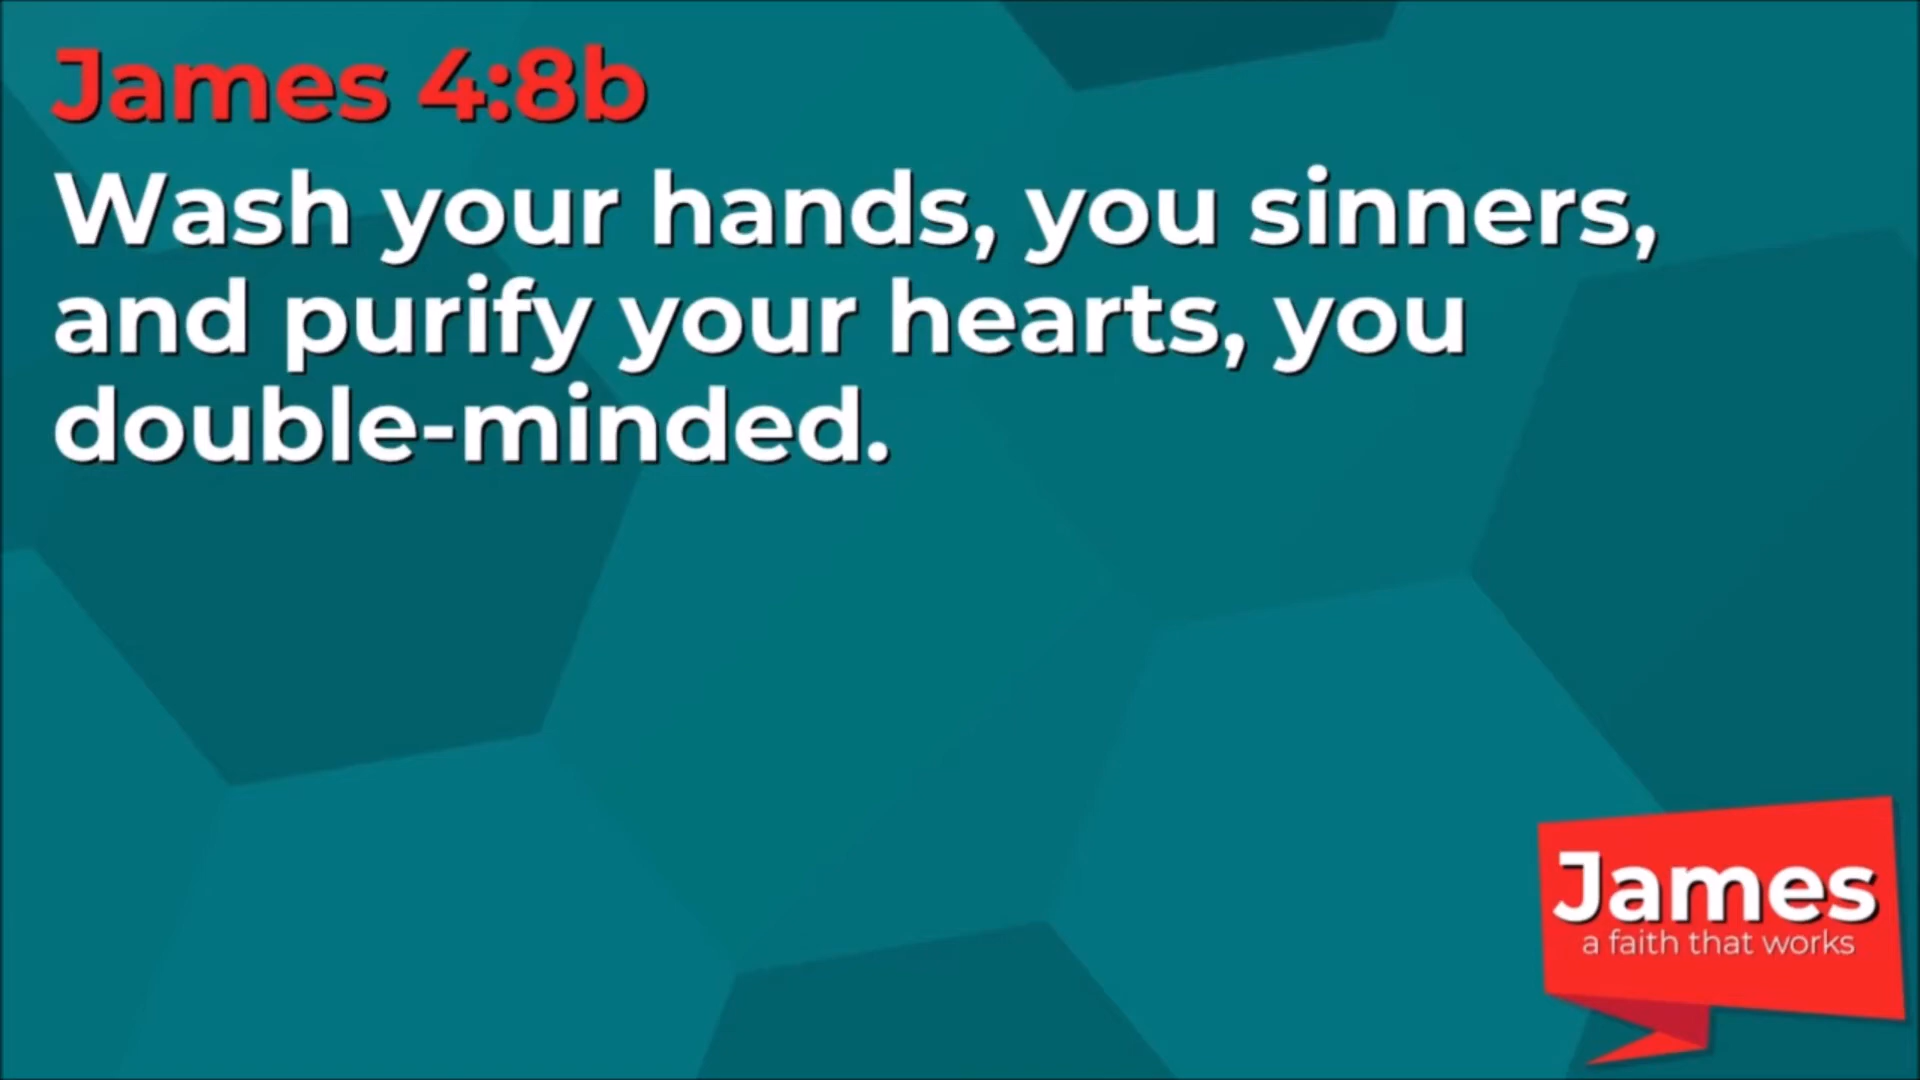 James 4:8b
Wash your hands, you sinners,
and purify your hearts, you
double-minded.
James
a faith that works